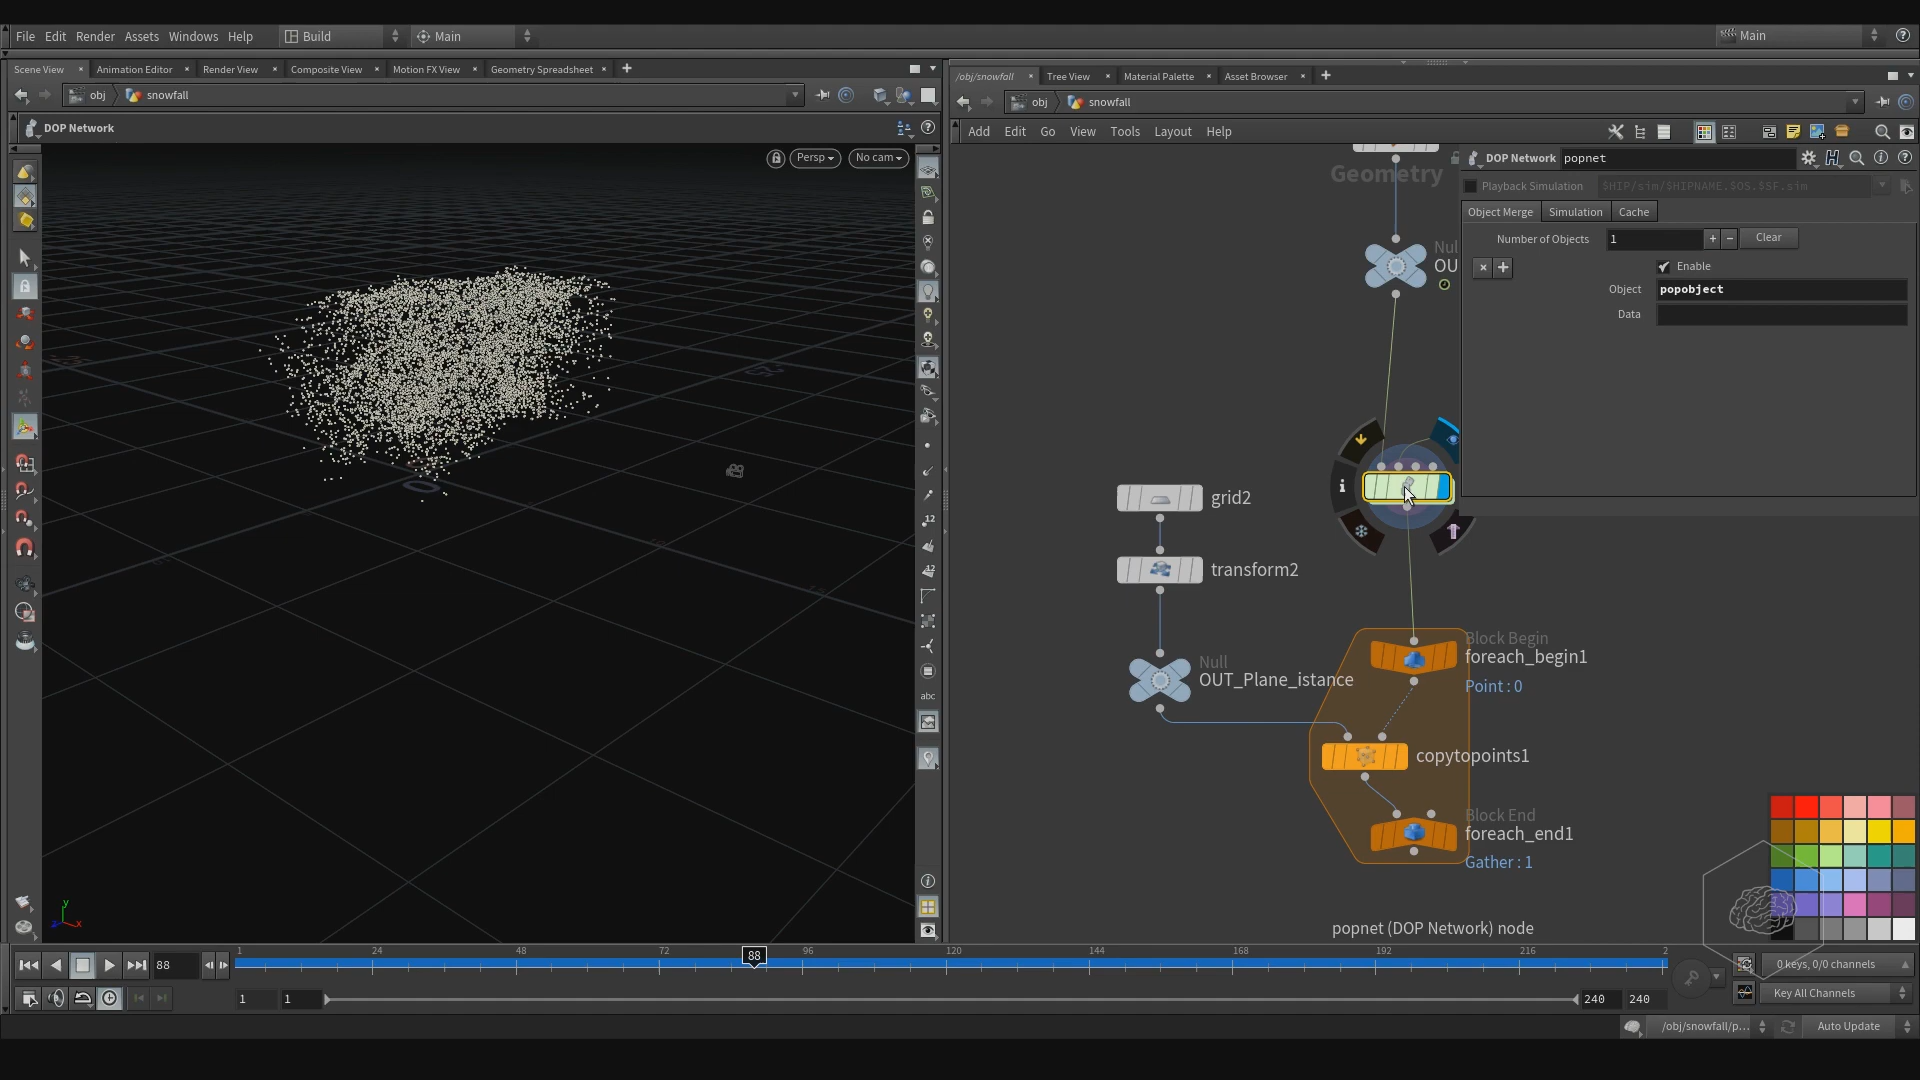 File Edit Render Assets Windows Help Build Main Main
Scene View Animation Editor Render View Composite View Motion FX View Geometry Spreadsheet
obj snowfall
DOP Network
Persp No cam
12
12
abc
y
x
z
/obj/snowfall Tree View Material Palette Asset Browser
obj snowfall
Add Edit Go View Tools Layout Help
DOP Network popnet
Playback Simulation $HIP/sim/$HIPNAME.$OS.$SF.sim
Object Merge Simulation Cache
Number of Objects 1 Clear
Enable
Object popobject
Data
Geometry
Nul
OU
grid2
transform2
Null
OUT_Plane_istance
Block Begin
foreach_begin1
Point : 0
copytopoints1
Block End
foreach_end1
Gather : 1
popnet (DOP Network) node
88
1 24 48 72 88 96 120 144 168 192 216 2
0 keys, 0/0 channels
1 1 240 240
Key All Channels
/obj/snowfall/p... Auto Update